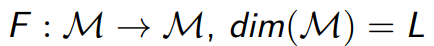 F : ℳ → ℳ, dim(ℳ) = L